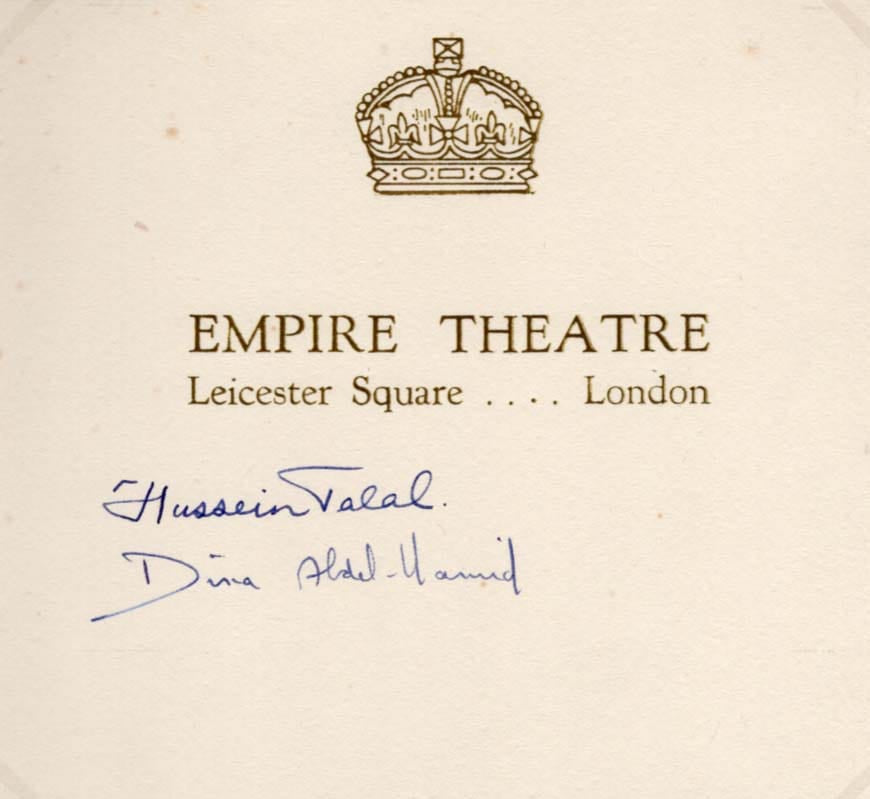 EMPIRE THEATRE
Leicester Square .... London
Hussein Talal.
Dina Abdel-Hamid